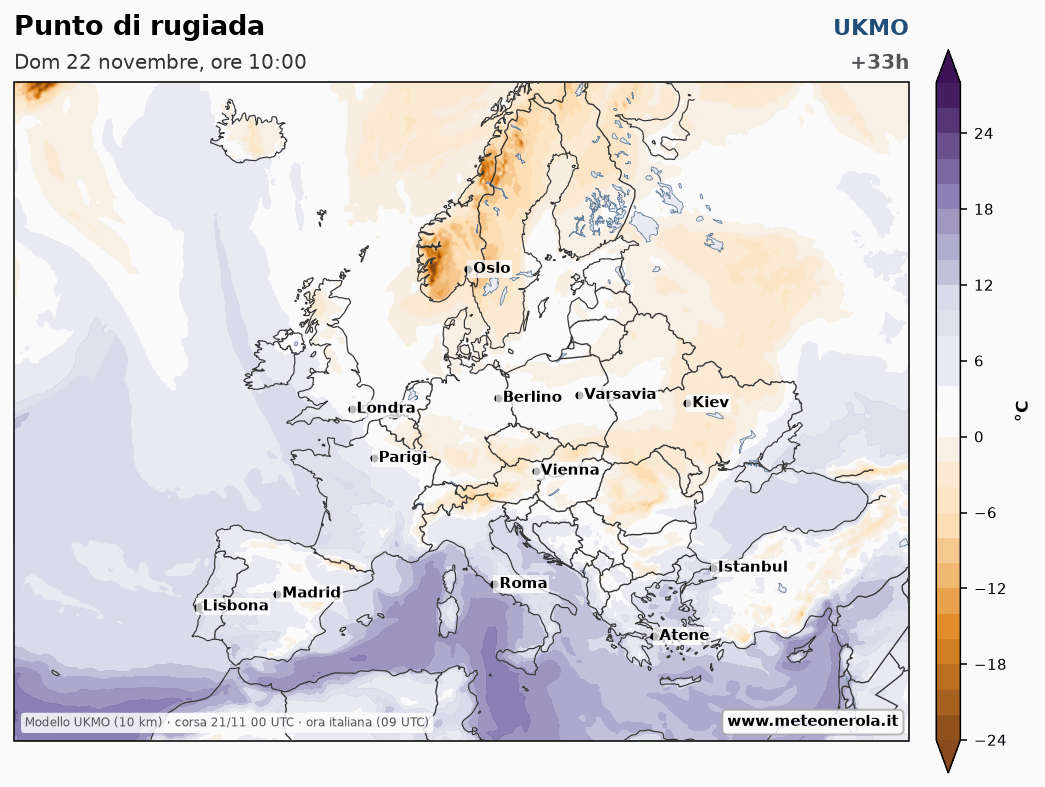 Punto di rugiada
UKMO
Dom 22 novembre, ore 10:00
+33h
Oslo
Londra
Berlino
Varsavia
Kiev
Parigi
Vienna
Istanbul
Roma
Madrid
Lisbona
Atene
Modello UKMO (10 km) · corsa 21/11 00 UTC · ora italiana (09 UTC)
www.meteonerola.it
24
18
12
6
0
−6
−12
−18
−24
°C